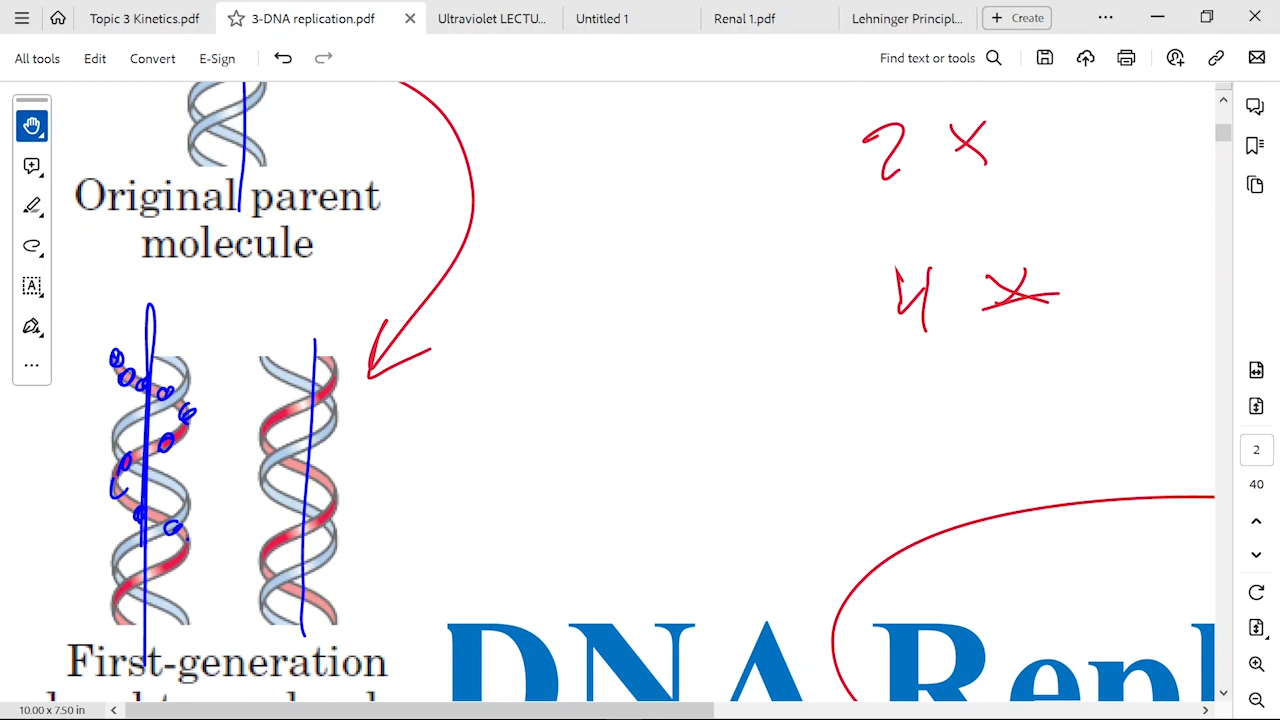 Topic 3 Kinetics.pdf
3-DNA replication.pdf
Ultraviolet LECTU...
Untitled 1
Renal 1.pdf
Lehninger Principl...
+ Create
All tools
Edit
Convert
E-Sign
Find text or tools
2 X
Original parent
molecule
4 X
2
40
First-generation
DNA Repl
10.00 x 7.50 in